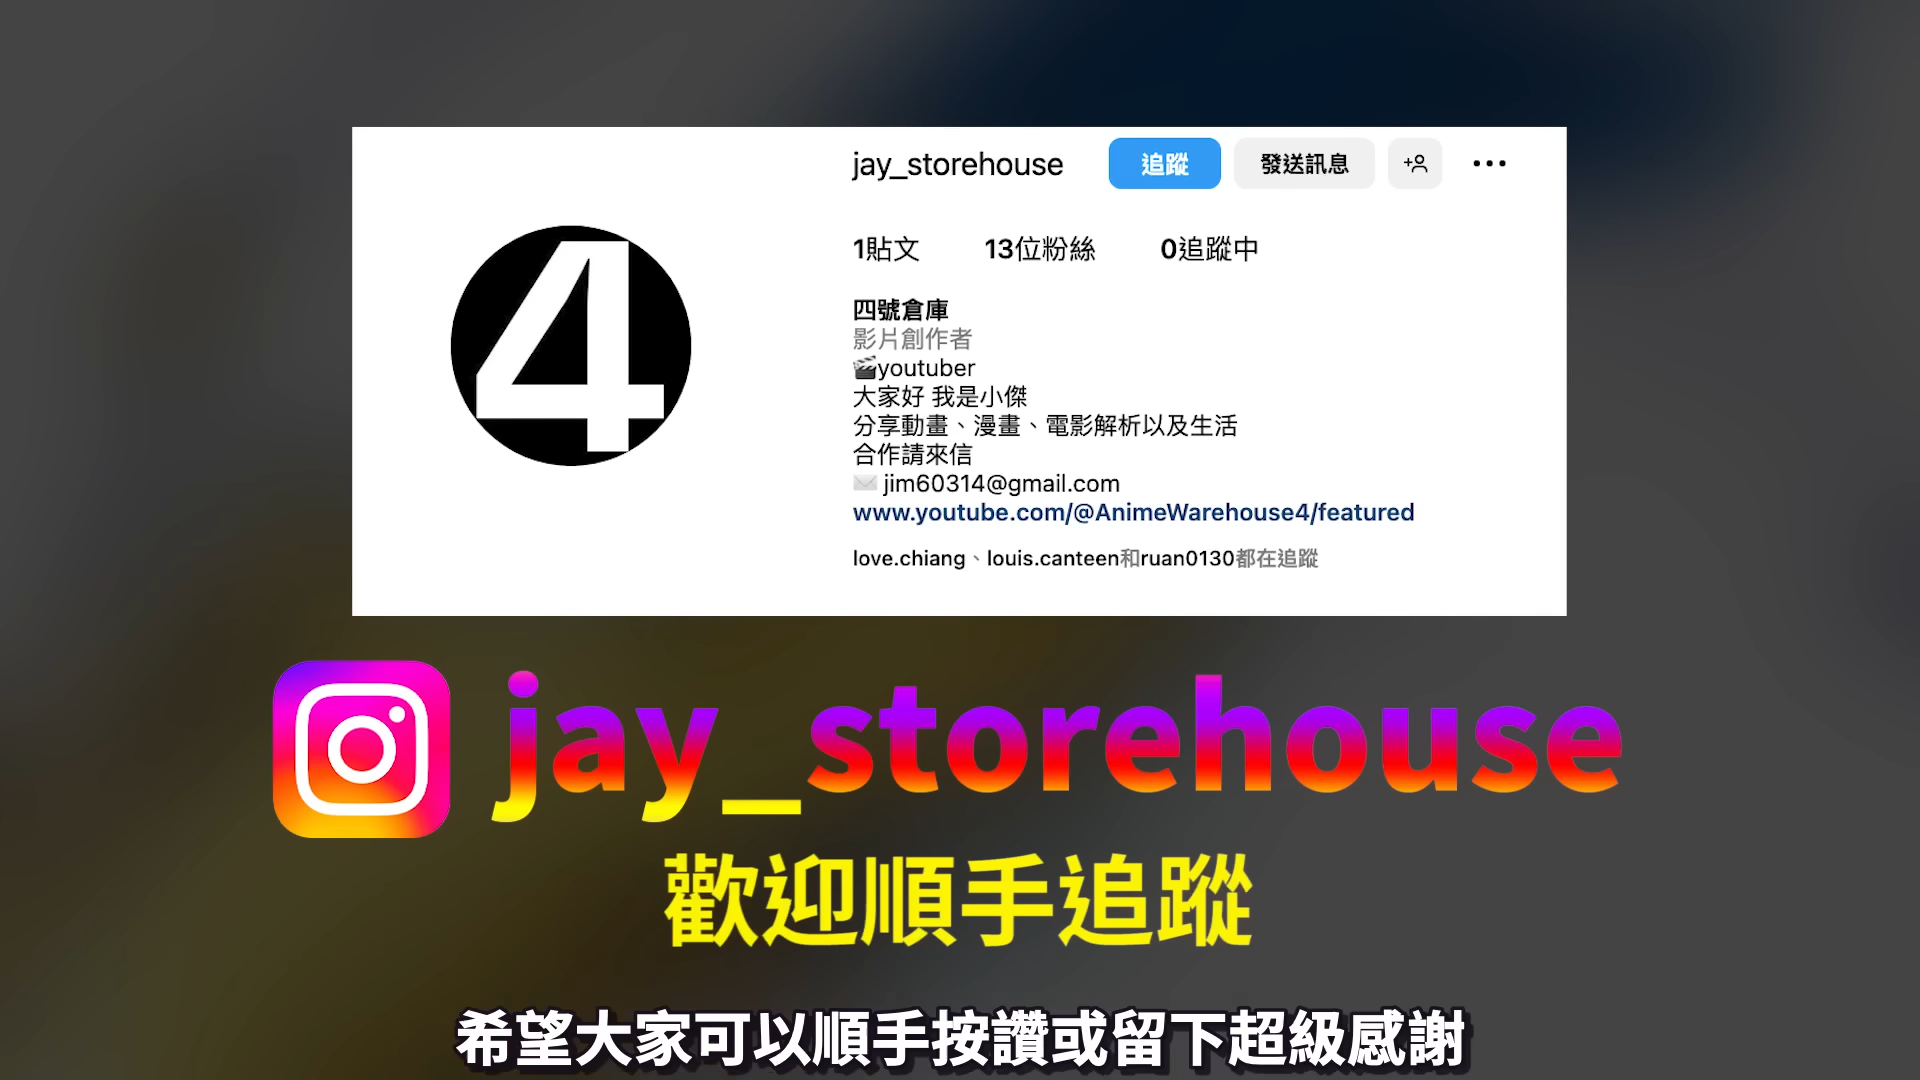 jay_storehouse 追蹤 發送訊息
1貼文 13位粉絲 0追蹤中
4
四號倉庫
影片創作者
🎬youtuber
大家好 我是小傑
分享動畫、漫畫、電影解析以及生活
合作請來信
✉️ jim60314@gmail.com
www.youtube.com/@AnimeWarehouse4/featured
love.chiang、louis.canteen和ruan0130都在追蹤
jay_storehouse
歡迎順手追蹤
希望大家可以順手按讚或留下超級感謝